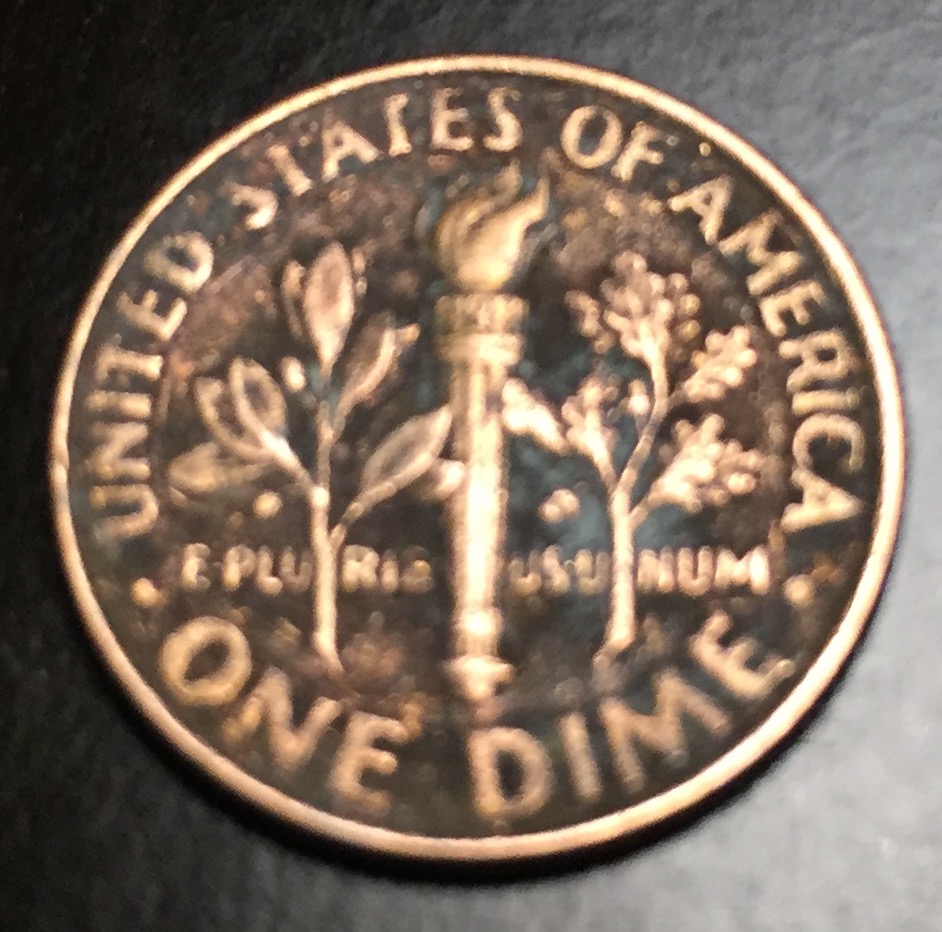 UNITED STATES OF AMERICA
E PLURIBUS UNUM
ONE DIME